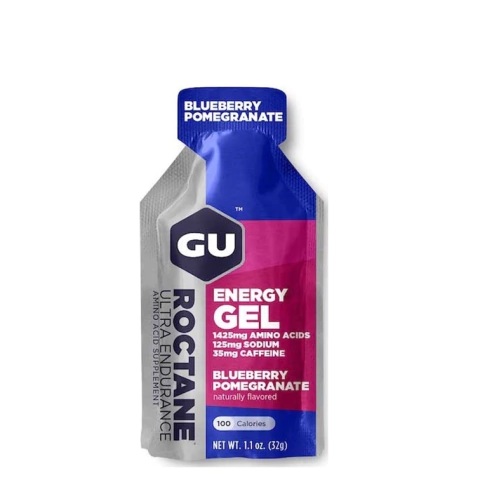 BLUEBERRY
POMEGRANATE
™
GU
ROCTANE
ULTRA ENDURANCE
AMINO ACID SUPPLEMENT
ENERGY
GEL
1425mg AMINO ACIDS
125mg SODIUM
35mg CAFFEINE
BLUEBERRY
POMEGRANATE
naturally flavored
100 Calories
NET WT. 1.1 oz. (32g)